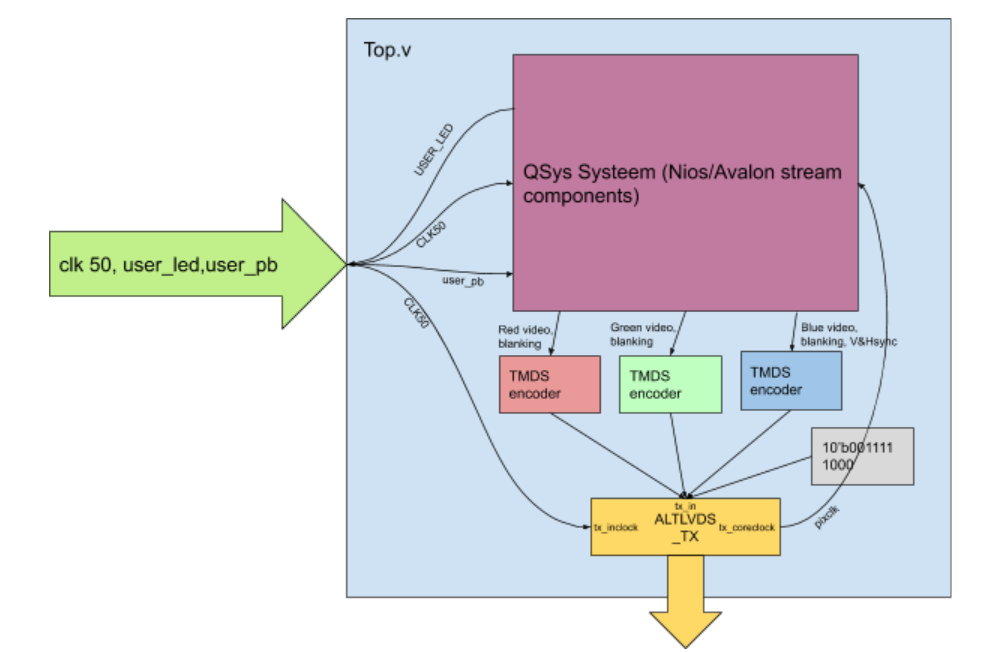 Top.v
USER_LED
QSys Systeem (Nios/Avalon stream
components)
CLK50
clk 50, user_led,user_pb
user_pb
CLK50
Red video,
blanking
Green video,
blanking
Blue video,
blanking, V&Hsync
TMDS
encoder
TMDS
encoder
TMDS
encoder
10'b001111
1000
tx_in
tx_inclock
ALTLVDS
_TX
tx_coreclock
pixclk